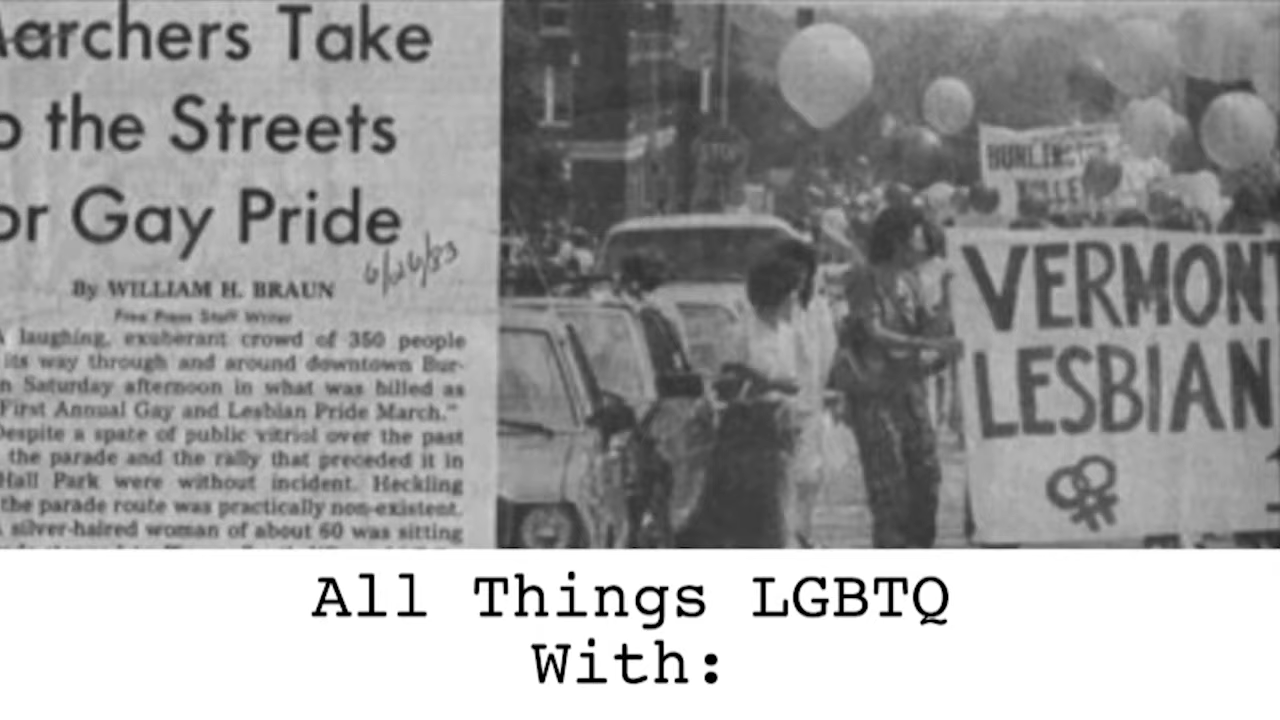 Marchers Take
o the Streets
or Gay Pride
6/26/83
By WILLIAM H. BRAUN
Free Press Staff Writer
A laughing, exuberant crowd of 350 people
its way through and around downtown Bur-
n Saturday afternoon in what was billed as
"First Annual Gay and Lesbian Pride March."
Despite a spate of public vitriol over the past
the parade and the rally that preceded it in
Hall Park were without incident. Heckling
the parade route was practically non-existent.
A silver-haired woman of about 60 was sitting
STOP
BURLINGTON
VERMONT
LESBIAN
All Things LGBTQ
With: